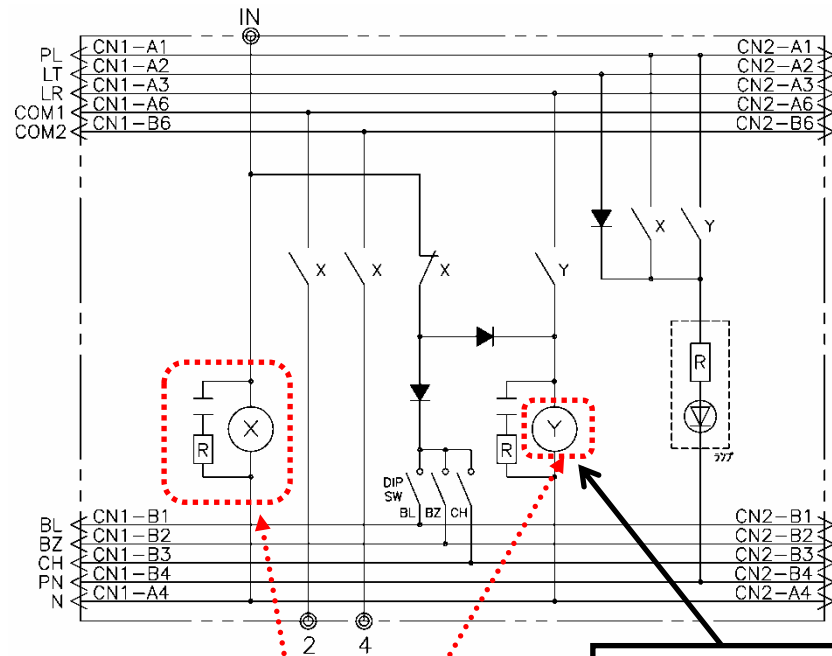 IN
PL CN1-A1 CN2-A1
LT CN1-A2 CN2-A2
LR CN1-A3 CN2-A3
COM1 CN1-A6 CN2-A6
COM2 CN1-B6 CN2-B6
X Y
X X X Y
R
X Y
R R
ランプ
DIP
SW
BL BZ CH
BL CN1-B1 CN2-B1
BZ CN1-B2 CN2-B2
CH CN1-B3 CN2-B3
PN CN1-B4 CN2-B4
N CN1-A4 CN2-A4
2 4